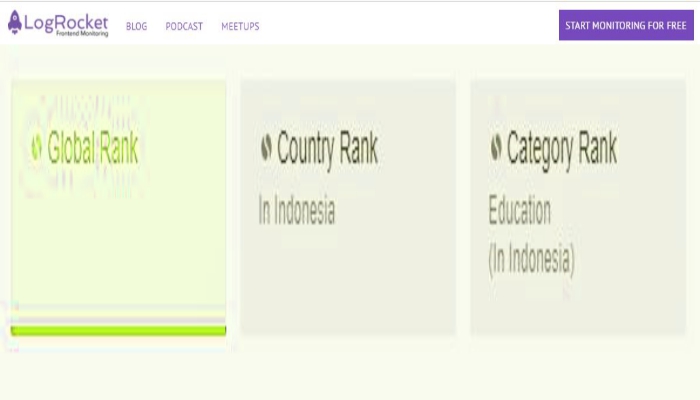 LogRocket
Frontend Monitoring
BLOG PODCAST MEETUPS
START MONITORING FOR FREE
Global Rank
Country Rank
In Indonesia
Category Rank
Education
(In Indonesia)